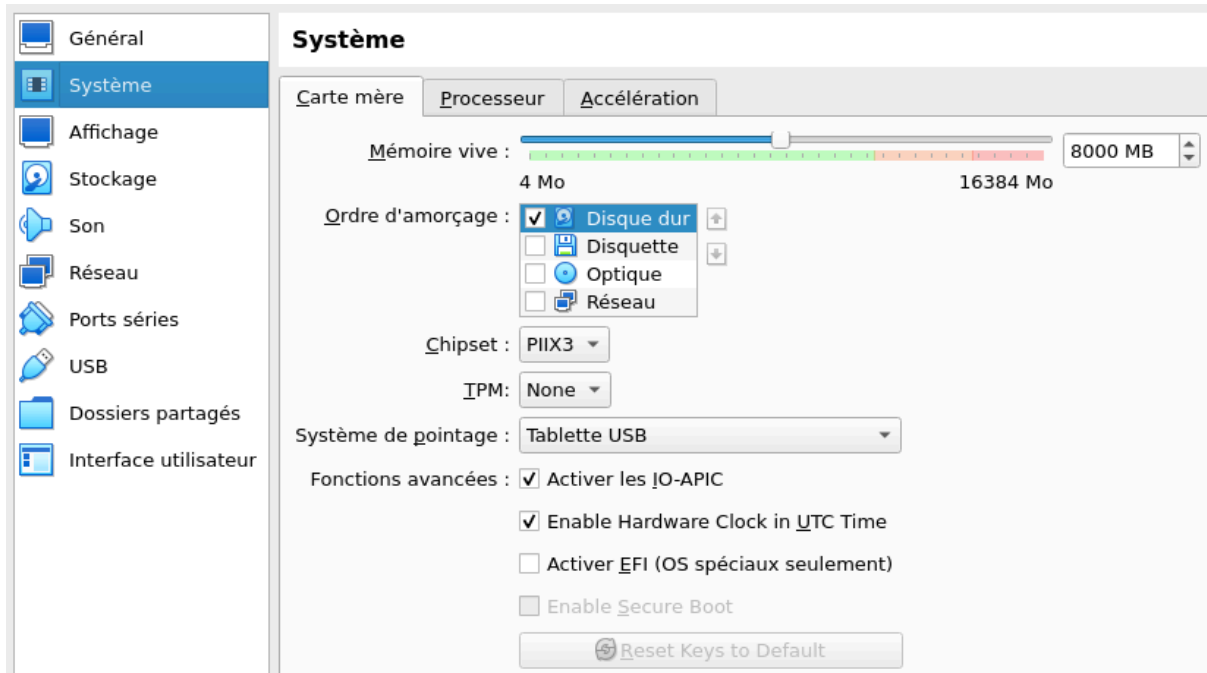 Général
Système
Affichage
Stockage
Son
Réseau
Ports séries
USB
Dossiers partagés
Interface utilisateur
Système
Carte mère Processeur Accélération
Mémoire vive : 8000 MB
4 Mo 16384 Mo
Ordre d'amorçage : Disque dur
Disquette
Optique
Réseau
Chipset : PIIX3
TPM: None
Système de pointage : Tablette USB
Fonctions avancées : Activer les IO-APIC
Enable Hardware Clock in UTC Time
Activer EFI (OS spéciaux seulement)
Enable Secure Boot
Reset Keys to Default